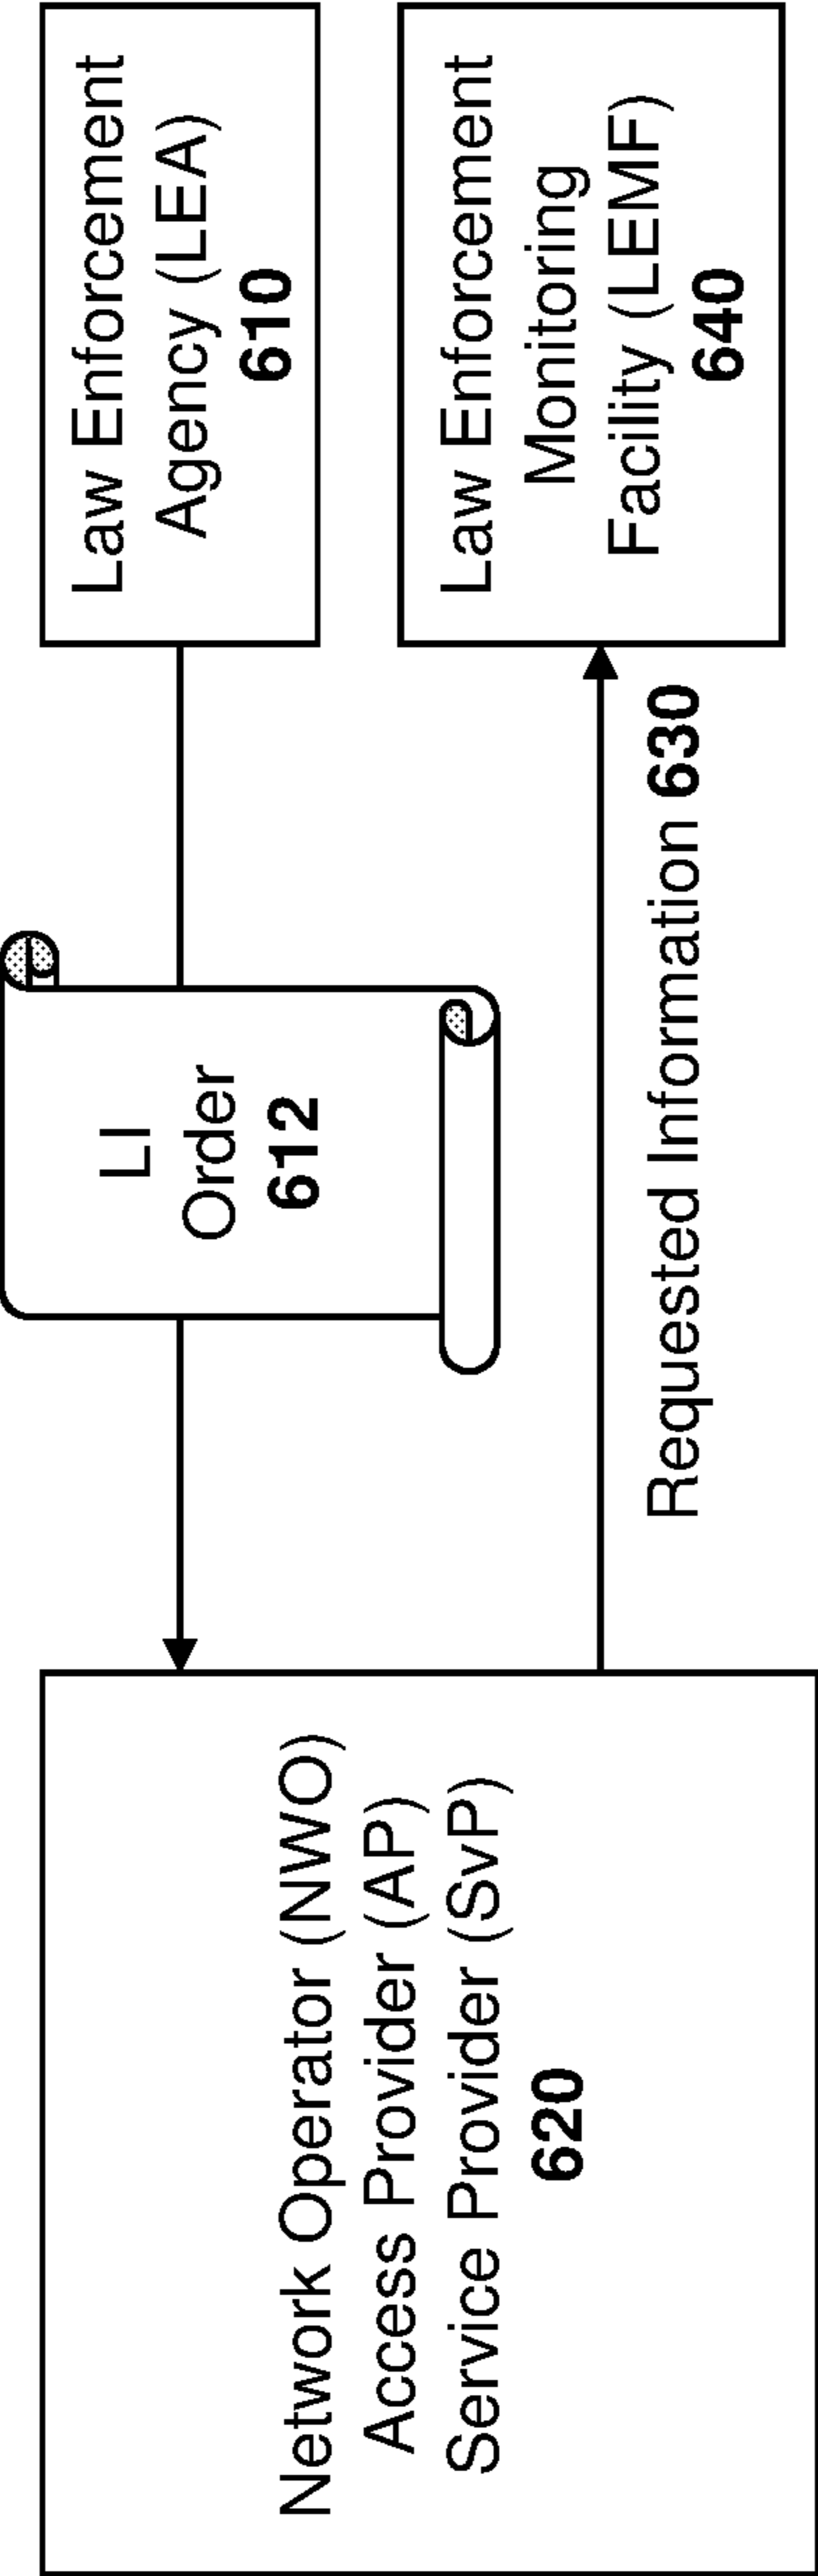 Network Operator (NWO)
Access Provider (AP)
Service Provider (SvP)
620
LI
Order
612
Law Enforcement
Agency (LEA)
610
Requested Information 630
Law Enforcement
Monitoring
Facility (LEMF)
640